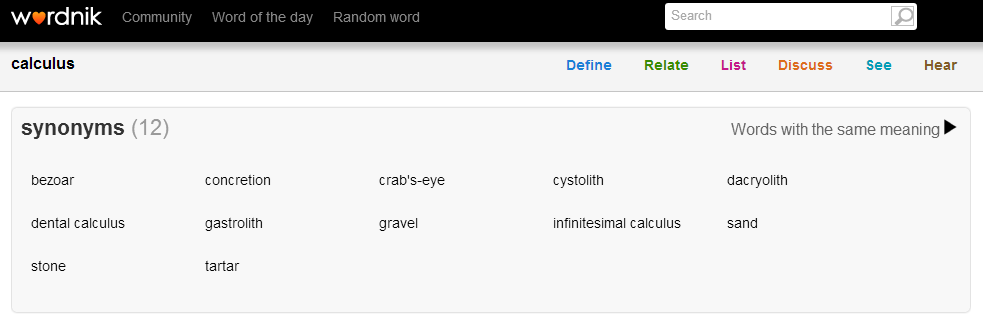 wordnik Community Word of the day Random word Search
calculus Define Relate List Discuss See Hear
synonyms (12) Words with the same meaning
bezoar concretion crab's-eye cystolith dacryolith
dental calculus gastrolith gravel infinitesimal calculus sand
stone tartar